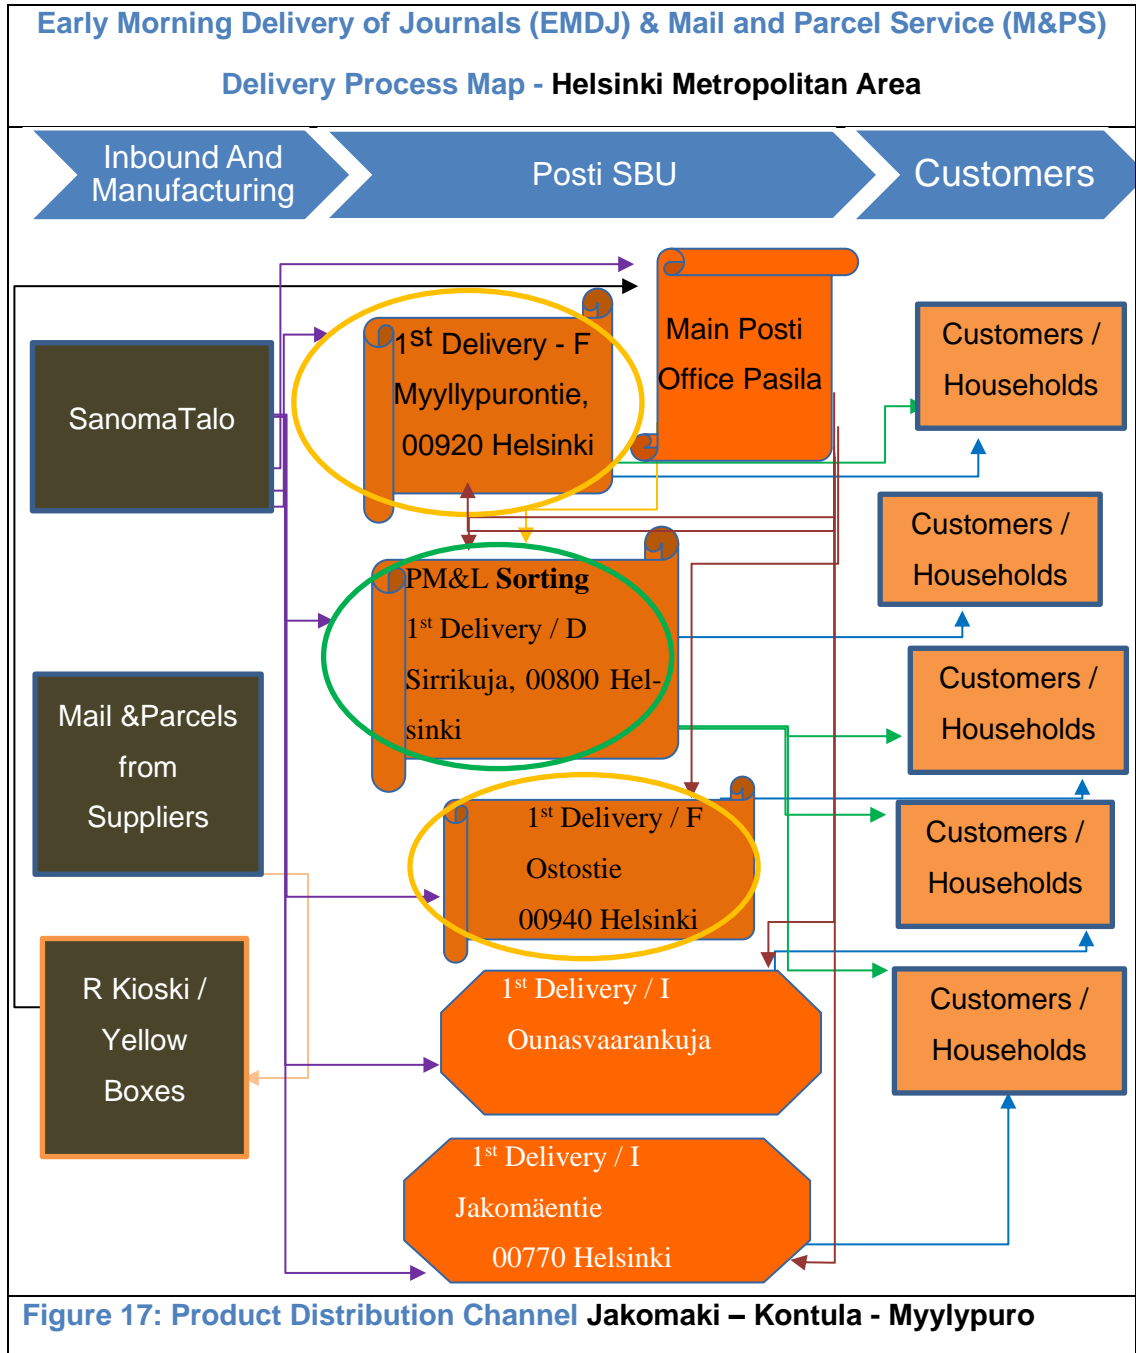 Early Morning Delivery of Journals (EMDJ) & Mail and Parcel Service (M&PS)
Delivery Process Map - Helsinki Metropolitan Area
Inbound And
Manufacturing
Posti SBU
Customers
SanomaTalo
Mail &Parcels
from
Suppliers
R Kioski /
Yellow
Boxes
1st Delivery - F
Myyllypurontie,
00920 Helsinki
Main Posti
Office Pasila
PM&L Sorting
1st Delivery / D
Sirrikuja, 00800 Hel-
sinki
1st Delivery / F
Ostostie
00940 Helsinki
1st Delivery / I
Ounasvaarankuja
1st Delivery / I
Jakomäentie
00770 Helsinki
Customers /
Households
Customers /
Households
Customers /
Households
Customers /
Households
Customers /
Households
Figure 17: Product Distribution Channel Jakomaki – Kontula - Myylypuro